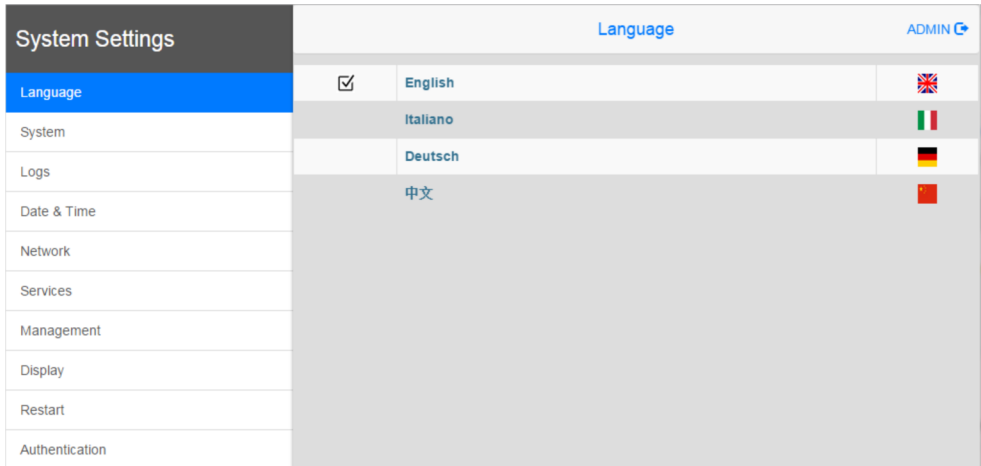 System Settings
Language
System
Logs
Date & Time
Network
Services
Management
Display
Restart
Authentication
Language
ADMIN
English
Italiano
Deutsch
中文